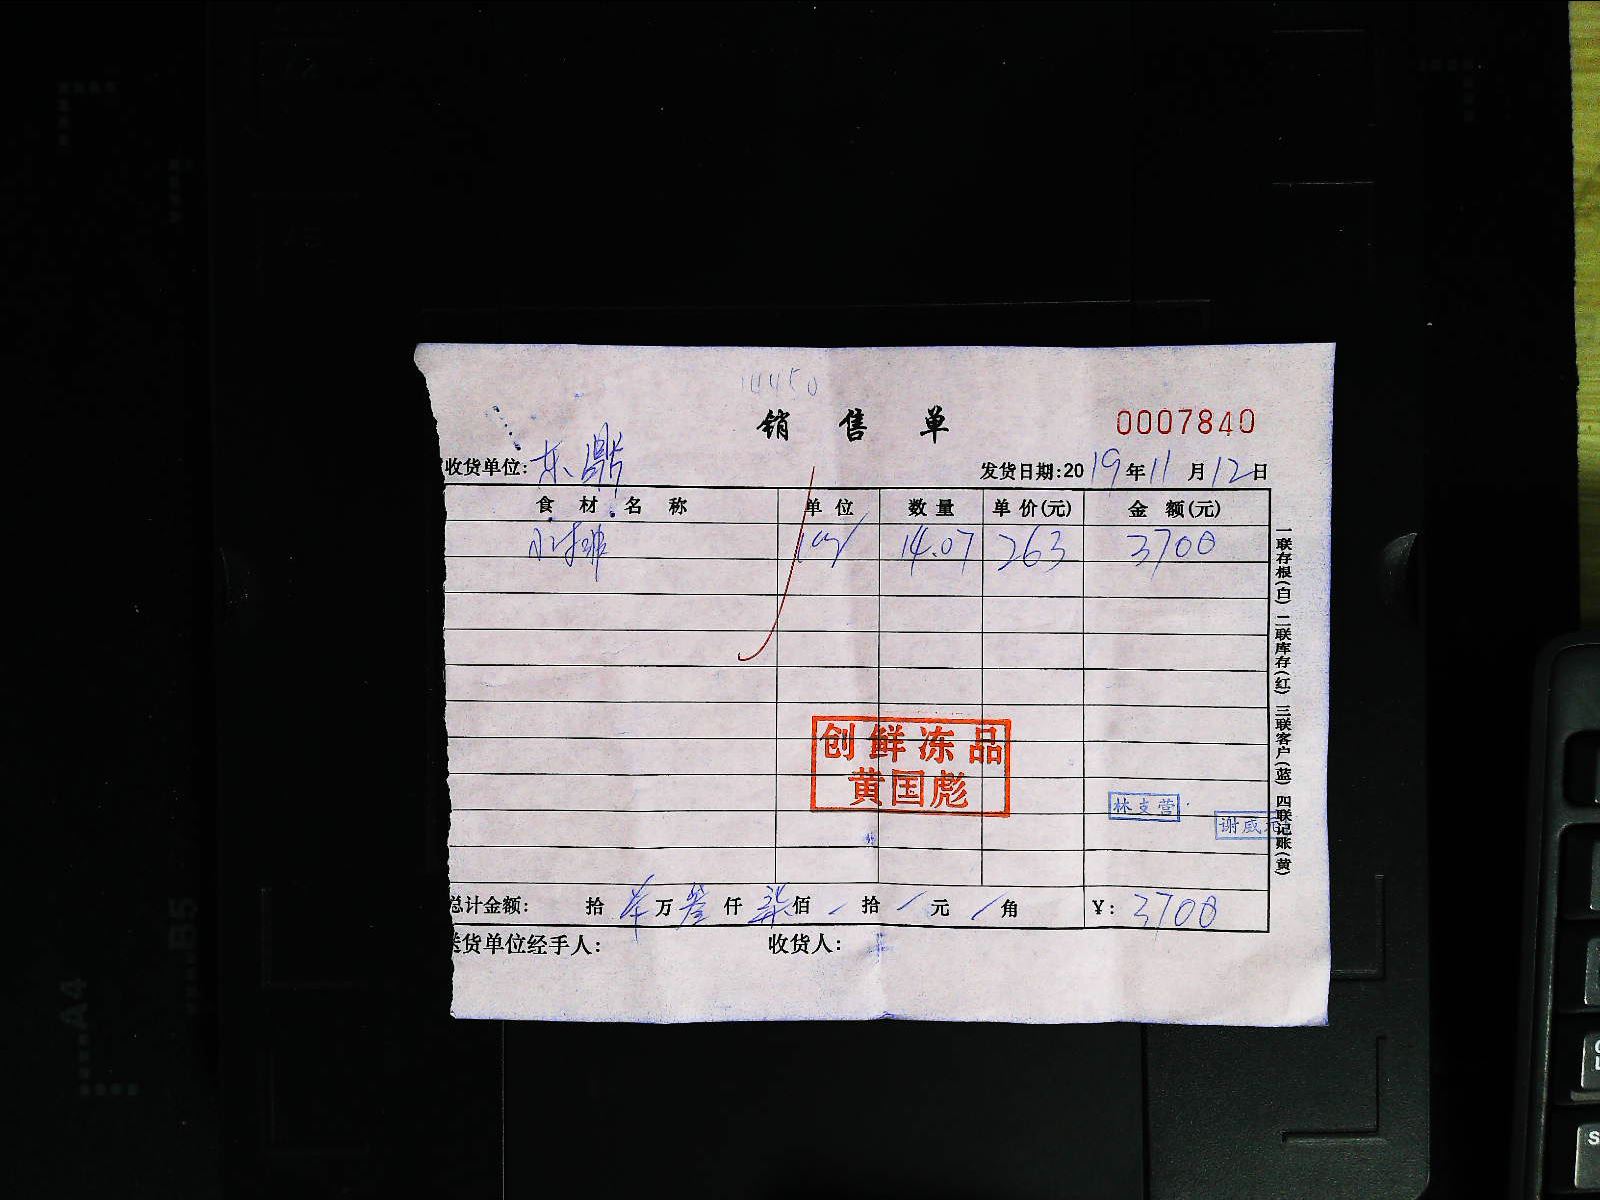 14450
销售单
0007840
收货单位: 东鼎
发货日期:2019年11月12日
食材名称 单位 数量 单价(元) 金额(元)
14.07 263 3700
创鲜冻品
黄国彪
林支营
谢威
总计金额: 拾 万 叁 仟 柒 佰 拾 元 角 ¥: 3700
送货单位经手人: 收货人:
一联存根(白) 二联库存(红) 三联客户(蓝) 四联记账(黄)
A4
B5